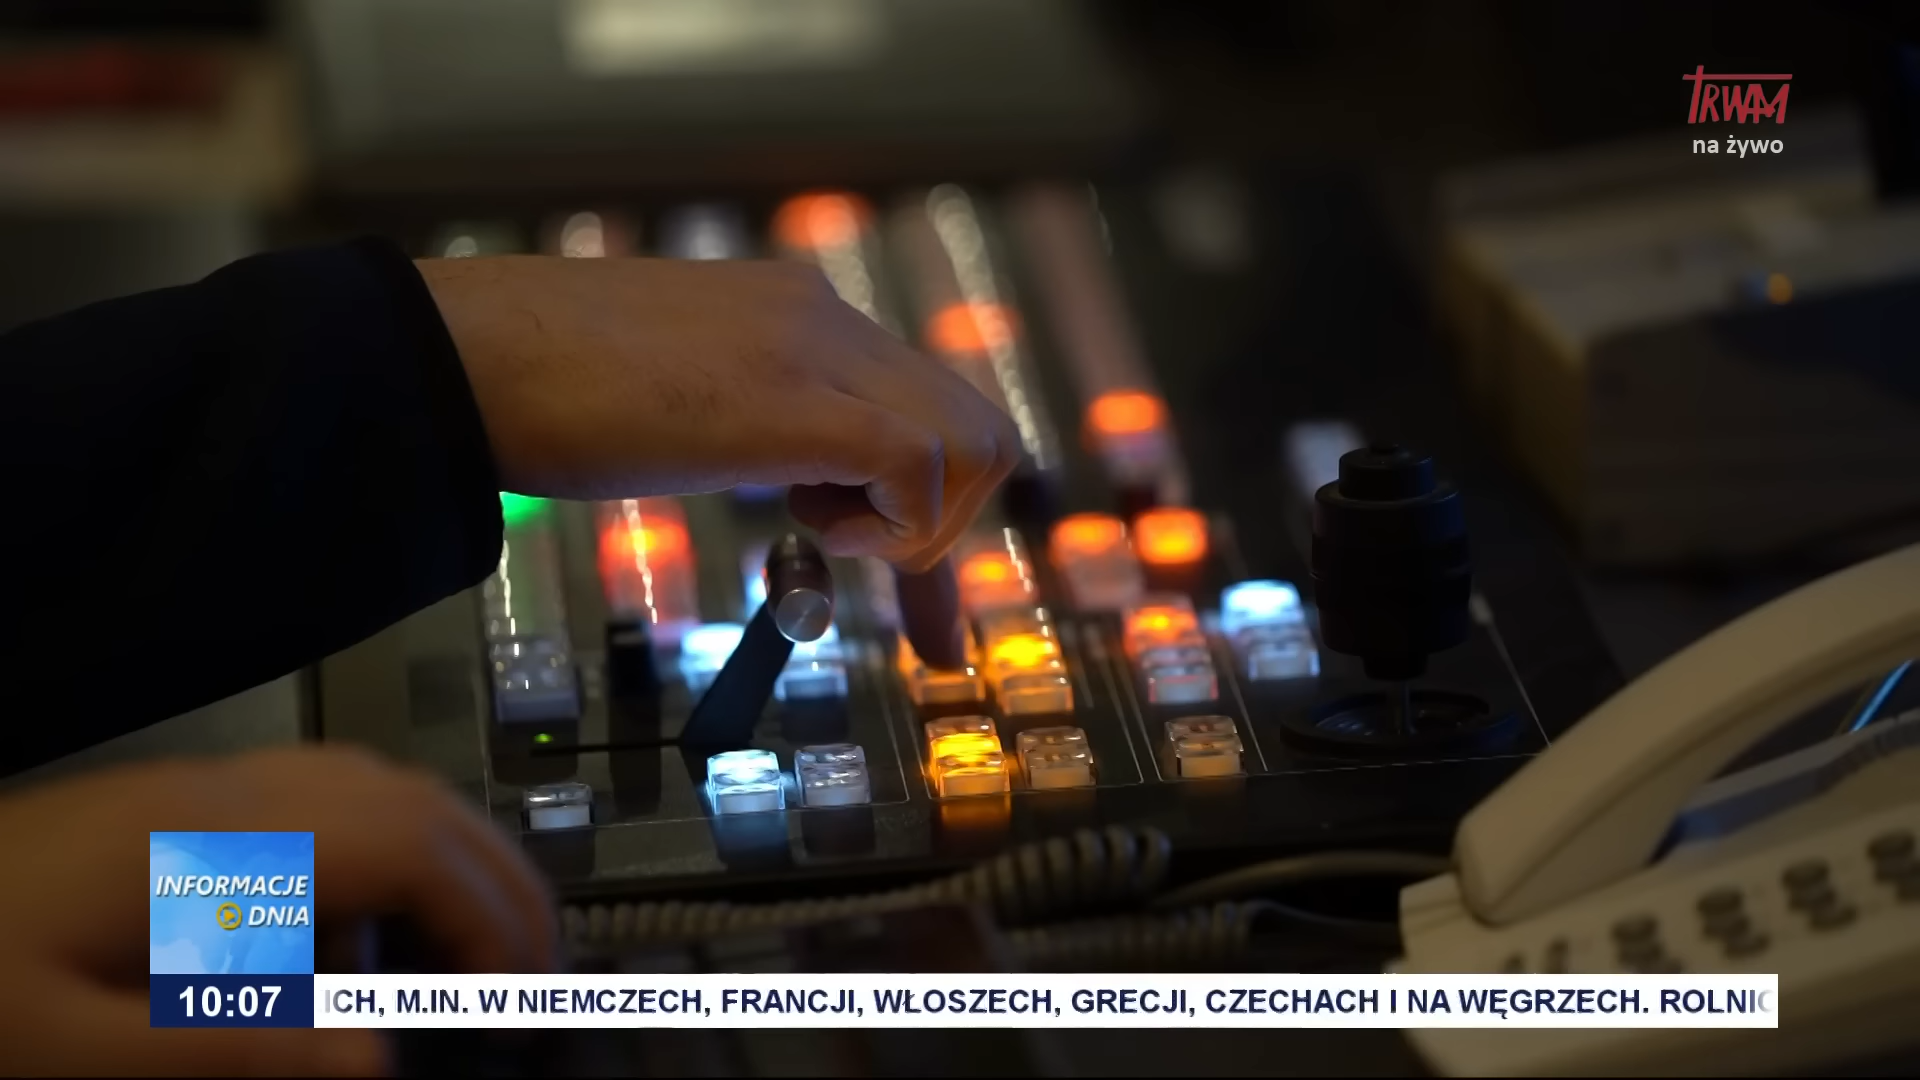 TRWAM
na żywo
INFORMACJE
DNIA
10:07
ICH, M.IN. W NIEMCZECH, FRANCJI, WŁOSZECH, GRECJI, CZECHACH I NA WĘGRZECH. ROLNIC